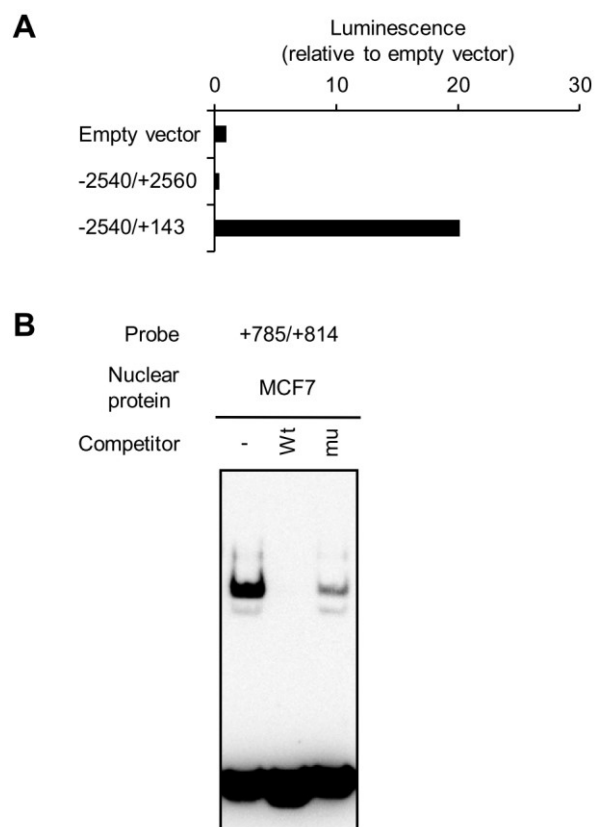 A
Luminescence
(relative to empty vector)
0 10 20 30
Empty vector
-2540/+2560
-2540/+143
B
Probe +785/+814
Nuclear
protein
MCF7
Competitor - Wt mu